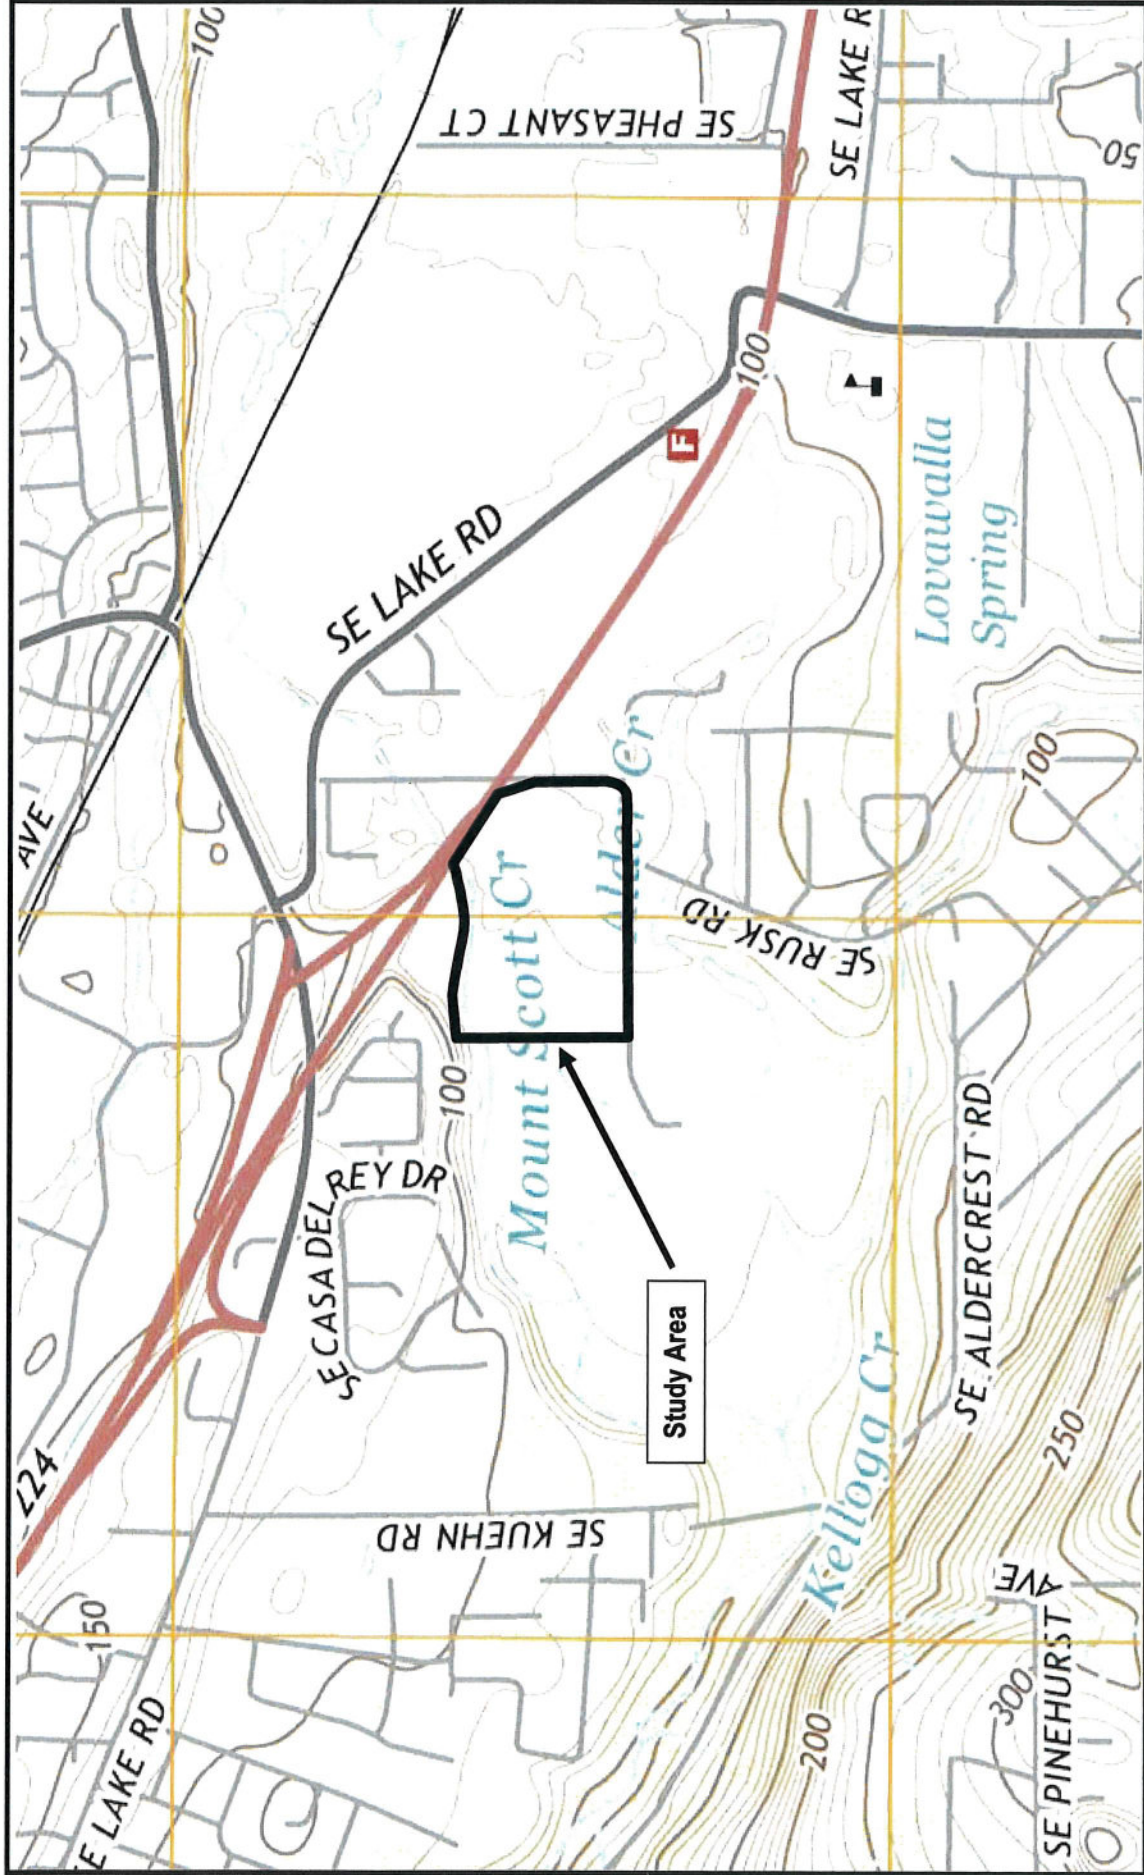 224
AVE
100
SE LAKE RD
150
SE LAKE RD
SE PHEASANT CT
SE LAKE R
50
100
F
SE CASA DEL REY DR
100
Mount Scott Cr
Alder Cr
SE RUSK RD
Lovawalla
Spring
100
Study Area
SE KUEHN RD
Kellogg Cr
SE ALDERCREST RD
250
200
300
SE PINEHURST
AVE